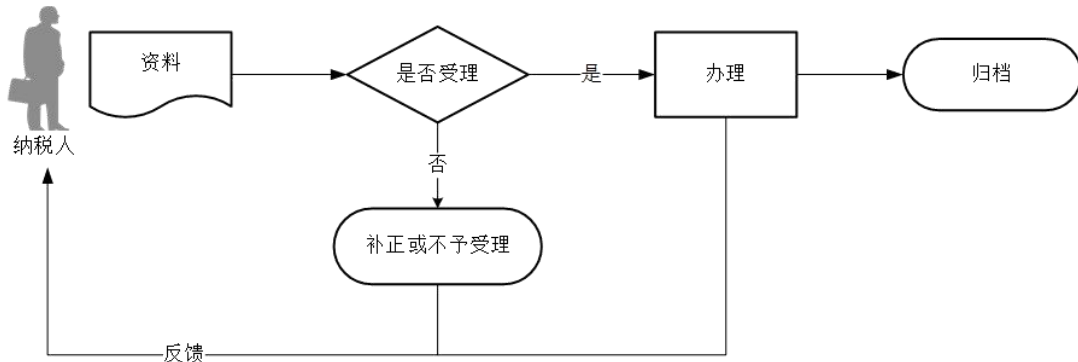 资料
是否受理
是
办理
归档
纳税人
否
补正或不予受理
反馈